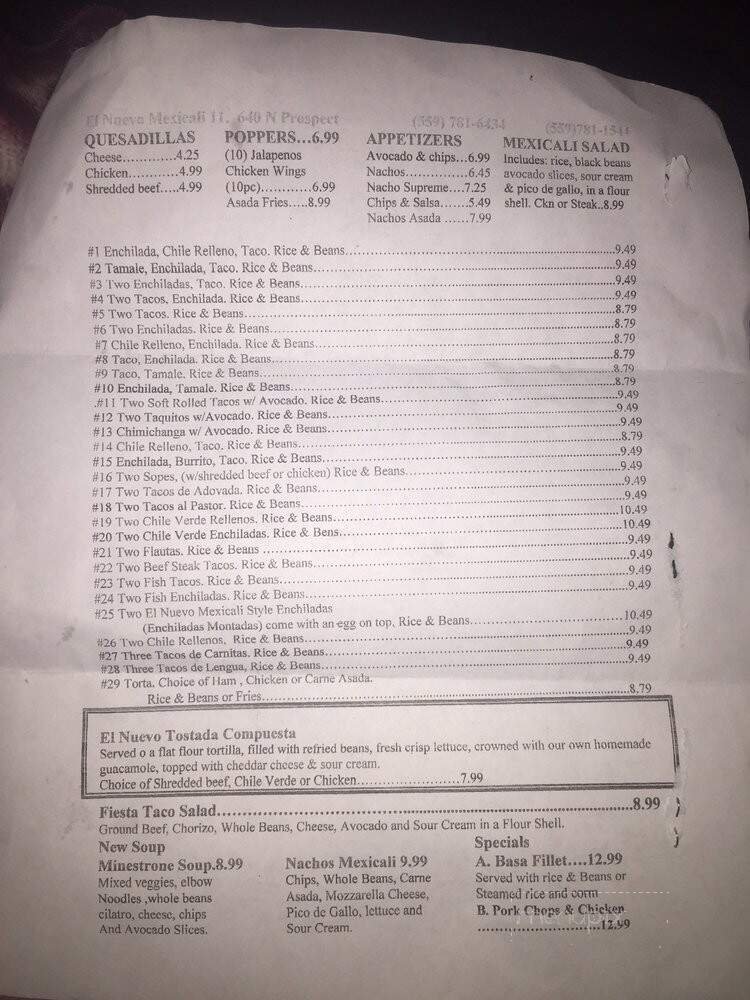 El Nuevo Mexicali 11. 640 N Prospect (559) 781-6434 (559)781-1544
QUESADILLAS
Cheese.............4.25
Chicken............4.99
Shredded beef.....4.99
POPPERS...6.99
(10) Jalapenos
Chicken Wings
(10pc)............6.99
Asada Fries.....8.99
APPETIZERS
Avocado & chips...6.99
Nachos...............6.45
Nacho Supreme....7.25
Chips & Salsa......5.49
Nachos Asada ......7.99
MEXICALI SALAD
Includes: rice, black beans
avocado slices, sour cream
& pico de gallo, in a flour
shell. Ckn or Steak..8.99
#1 Enchilada, Chile Relleno, Taco. Rice & Beans.......9.49
#2 Tamale, Enchilada, Taco. Rice & Beans.......9.49
#3 Two Enchiladas, Taco. Rice & Beans.......9.49
#4 Two Tacos, Enchilada. Rice & Beans.......9.49
#5 Two Tacos. Rice & Beans.......8.79
#6 Two Enchiladas. Rice & Beans.......8.79
#7 Chile Relleno, Enchilada. Rice & Beans.......8.79
#8 Taco, Enchilada. Rice & Beans.......8.79
#9 Taco, Tamale. Rice & Beans.......8.79
#10 Enchilada, Tamale. Rice & Beans.......8.79
.#11 Two Soft Rolled Tacos w/ Avocado. Rice & Beans.......9.49
#12 Two Taquitos w/Avocado. Rice & Beans.......9.49
#13 Chimichanga w/ Avocado. Rice & Beans.......9.49
#14 Chile Relleno, Taco. Rice & Beans.......8.79
#15 Enchilada, Burrito, Taco. Rice & Beans.......9.49
#16 Two Sopes, (w/shredded beef or chicken) Rice & Beans.......9.49
#17 Two Tacos de Adovada. Rice & Beans.......9.49
#18 Two Tacos al Pastor. Rice & Beans.......9.49
#19 Two Chile Verde Rellenos. Rice & Beans.......10.49
#20 Two Chile Verde Enchiladas. Rice & Bens.......10.49
#21 Two Flautas. Rice & Beans .......9.49
#22 Two Beef Steak Tacos. Rice & Beans.......9.49
#23 Two Fish Tacos. Rice & Beans.......9.49
#24 Two Fish Enchiladas. Rice & Beans.......9.49
#25 Two El Nuevo Mexicali Style Enchiladas
(Enchiladas Montadas) come with an egg on top, Rice & Beans.......10.49
#26 Two Chile Rellenos, Rice & Beans.......9.49
#27 Three Tacos de Carnitas. Rice & Beans.......9.49
#28 Three Tacos de Lengua, Rice & Beans.......9.49
#29 Torta. Choice of Ham , Chicken or Carne Asada.
Rice & Beans or Fries.......8.79
El Nuevo Tostada Compuesta
Served o a flat flour tortilla, filled with refried beans, fresh crisp lettuce, crowned with our own homemade
guacamole, topped with cheddar cheese & sour cream.
Choice of Shredded beef, Chile Verde or Chicken.......7.99
Fiesta Taco Salad.......8.99
Ground Beef, Chorizo, Whole Beans, Cheese, Avocado and Sour Cream in a Flour Shell.
New Soup
Minestrone Soup.8.99
Mixed veggies, elbow
Noodles ,whole beans
cilatro, cheese, chips
And Avocado Slices.
Nachos Mexicali 9.99
Chips, Whole Beans, Carne
Asada, Mozzarella Cheese,
Pico de Gallo, lettuce and
Sour Cream.
Specials
A. Basa Fillet....12.99
Served with rice & Beans or
Steamed rice and corm
B. Pork Chops & Chicken
.......12.99